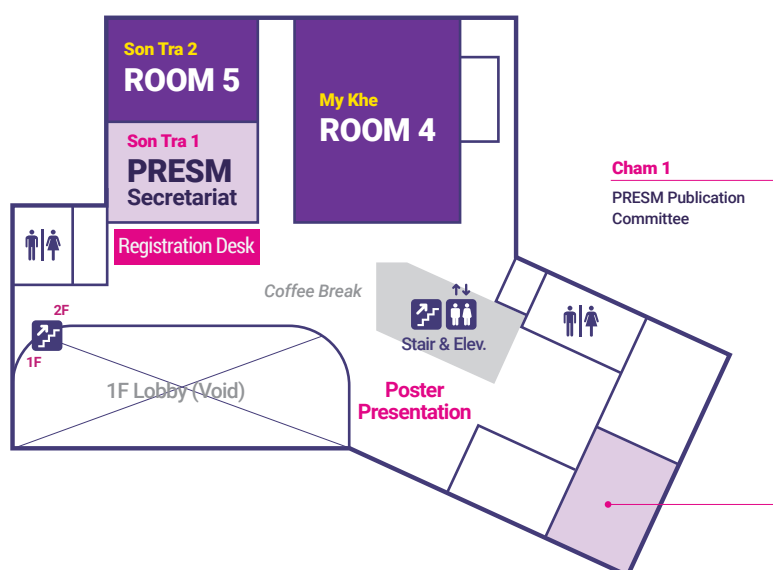 Son Tra 2
ROOM 5
My Khe
ROOM 4
Son Tra 1
PRESM
Secretariat
Registration Desk
Cham 1
PRESM Publication
Committee
Coffee Break
Stair & Elev.
2F
1F
1F Lobby (Void)
Poster
Presentation